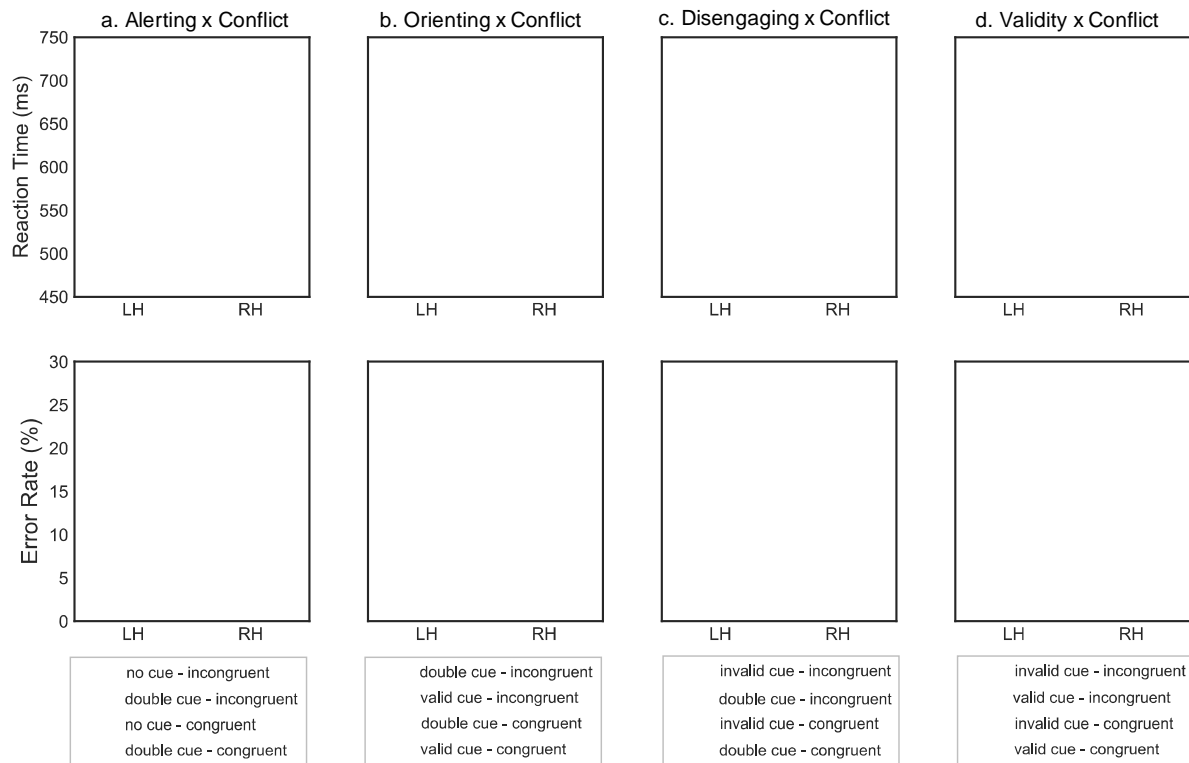 a. Alerting x Conflict
b. Orienting x Conflict
c. Disengaging x Conflict
d. Validity x Conflict
Reaction Time (ms)
750
700
650
600
550
500
450
LH RH
LH RH
LH RH
LH RH
Error Rate (%)
30
25
20
15
10
5
0
LH RH
LH RH
LH RH
LH RH
no cue - incongruent
double cue - incongruent
no cue - congruent
double cue - congruent
double cue - incongruent
valid cue - incongruent
double cue - congruent
valid cue - congruent
invalid cue - incongruent
double cue - incongruent
invalid cue - congruent
double cue - congruent
invalid cue - incongruent
valid cue - incongruent
invalid cue - congruent
valid cue - congruent